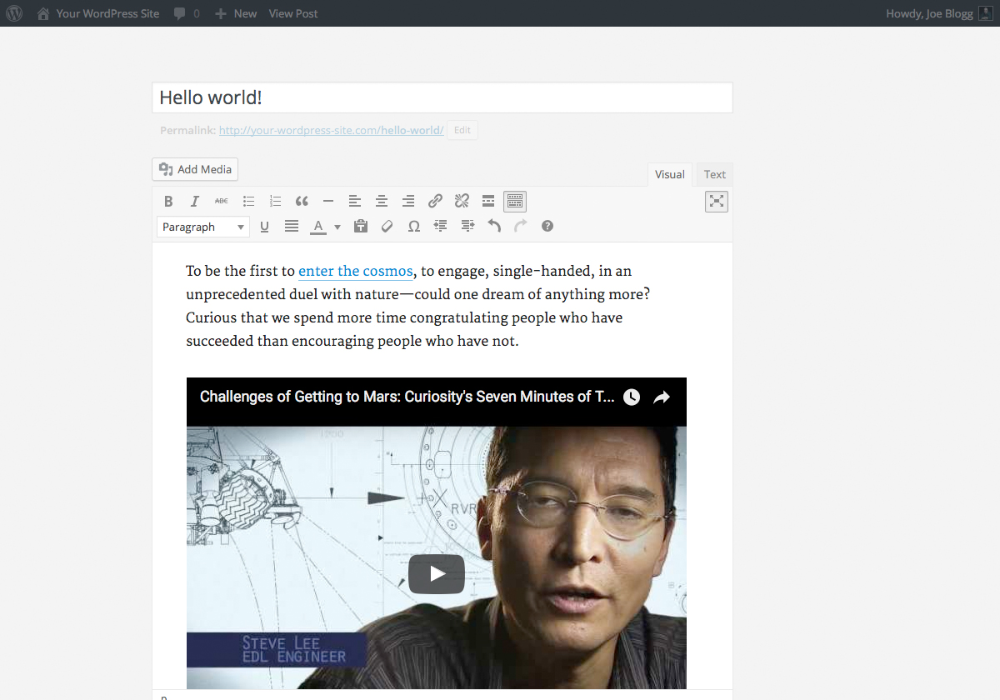 Your WordPress Site 0 New View Post Howdy, Joe Blogg
Hello world!
Permalink: http://your-wordpress-site.com/hello-world/ Edit
Add Media
Visual Text
B I ABC
Paragraph U A Ω ?
To be the first to enter the cosmos, to engage, single-handed, in an
unprecedented duel with nature—could one dream of anything more?
Curious that we spend more time congratulating people who have
succeeded than encouraging people who have not.
Challenges of Getting to Mars: Curiosity's Seven Minutes of T...
RVR
STEVE LEE
EDL ENGINEER